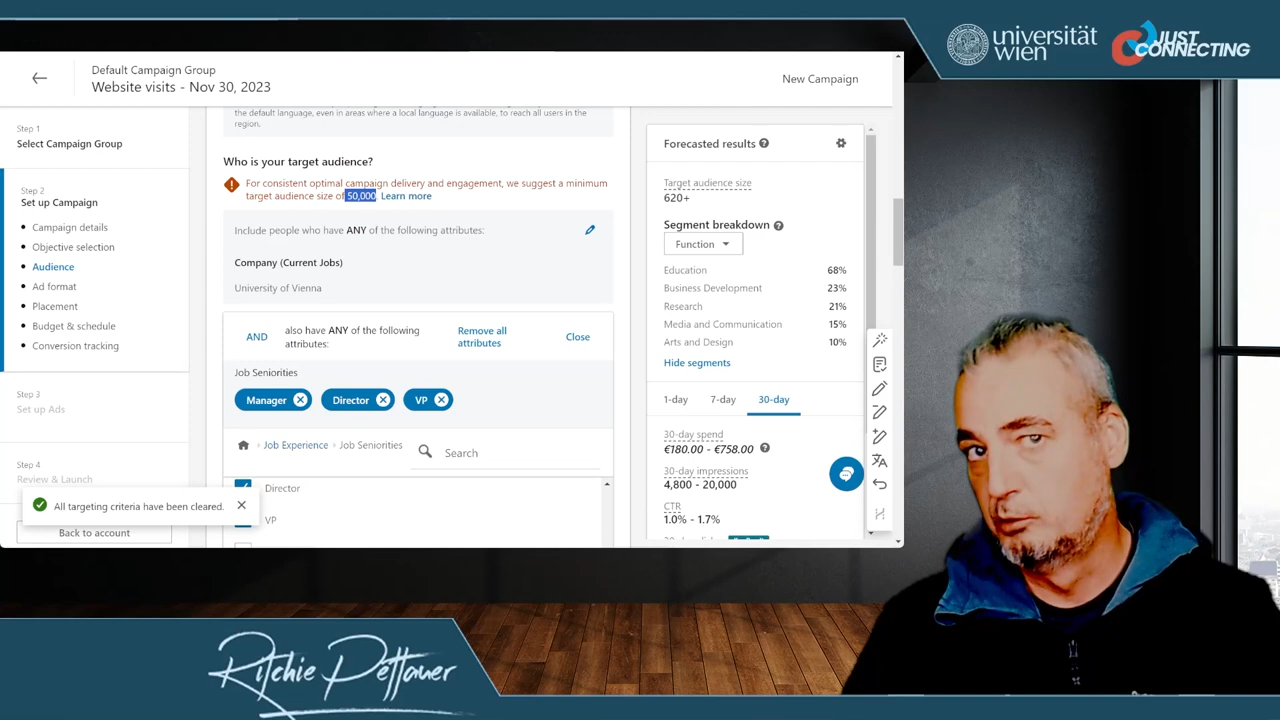 universität
wien
JUST
CONNECTING
Default Campaign Group
Website visits - Nov 30, 2023
New Campaign
Step 1
Select Campaign Group
Step 2
Set up Campaign
Campaign details
Objective selection
Audience
Ad format
Placement
Budget & schedule
Conversion tracking
Step 3
Set up Ads
Step 4
Review & Launch
All targeting criteria have been cleared.
Back to account
the default language, even in areas where a local language is available, to reach all users in the
region.
Who is your target audience?
For consistent optimal campaign delivery and engagement, we suggest a minimum
target audience size of 50,000 Learn more
Include people who have ANY of the following attributes:
Company (Current Jobs)
University of Vienna
AND also have ANY of the following
attributes:
Remove all
attributes
Close
Job Seniorities
Manager
Director
VP
Job Experience > Job Seniorities
Search
Director
VP
Forecasted results
Target audience size
620+
Segment breakdown
Function
Education 68%
Business Development 23%
Research 21%
Media and Communication 15%
Arts and Design 10%
Hide segments
1-day 7-day 30-day
30-day spend
€180.00 - €758.00
30-day impressions
4,800 - 20,000
CTR
1.0% - 1.7%
Ritchie Pettauer